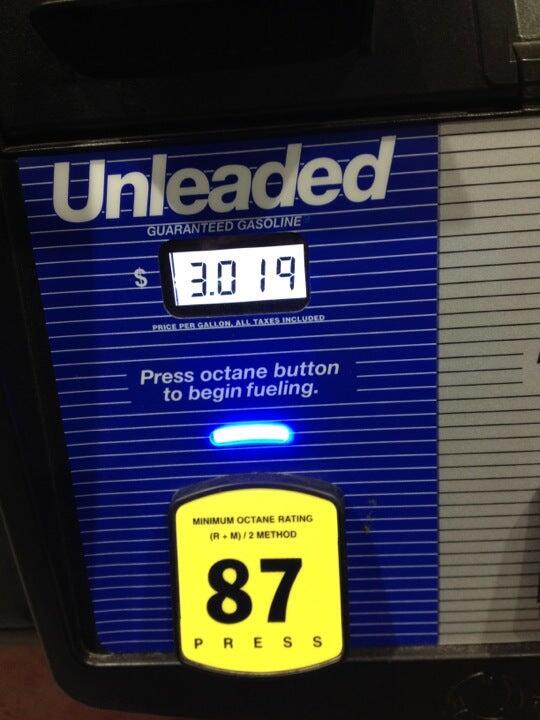 Unleaded
GUARANTEED GASOLINE
$ 3.019
PRICE PER GALLON, ALL TAXES INCLUDED
Press octane button
to begin fueling.
MINIMUM OCTANE RATING
(R + M) / 2 METHOD
87
PRESS